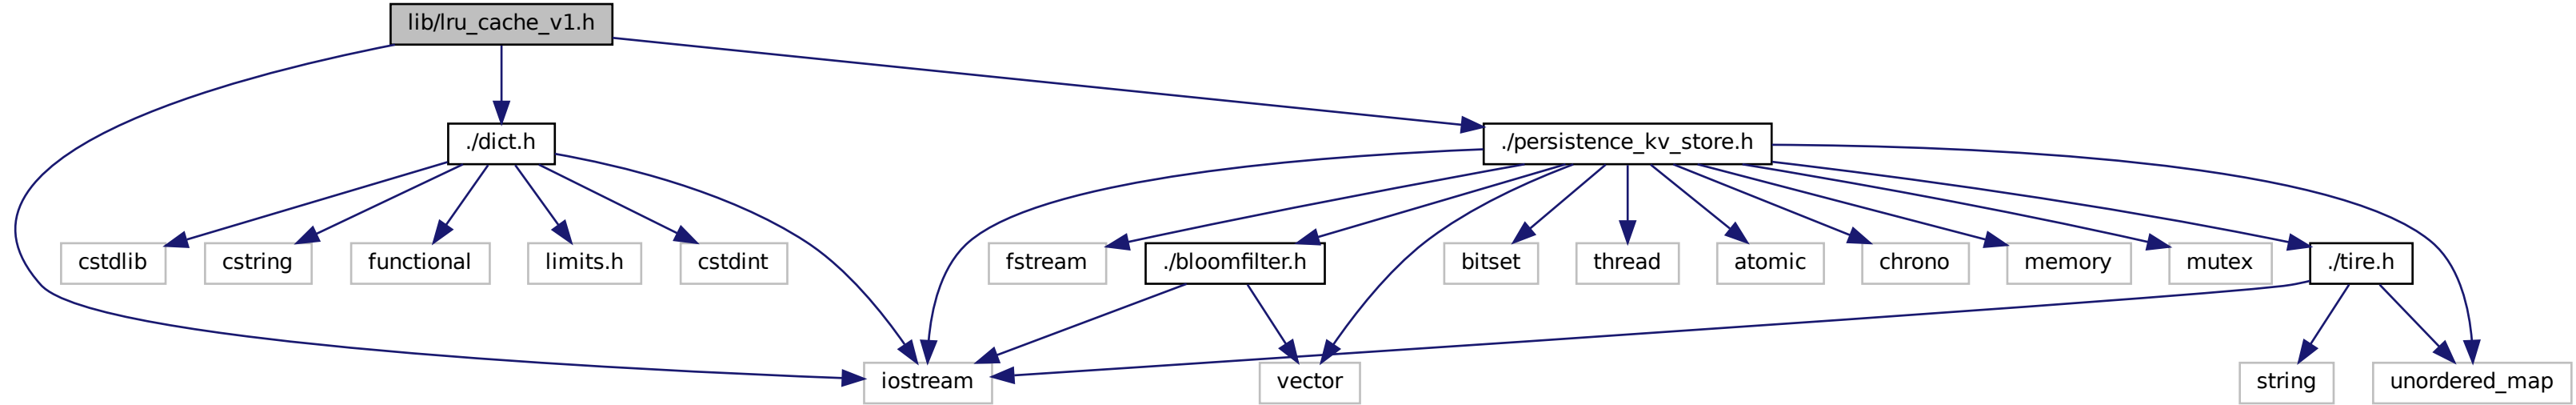 lib/lru_cache_v1.h
./dict.h
./persistence_kv_store.h
cstdlib
cstring
functional
limits.h
cstdint
fstream
./bloomfilter.h
bitset
thread
atomic
chrono
memory
mutex
./tire.h
iostream
vector
string
unordered_map